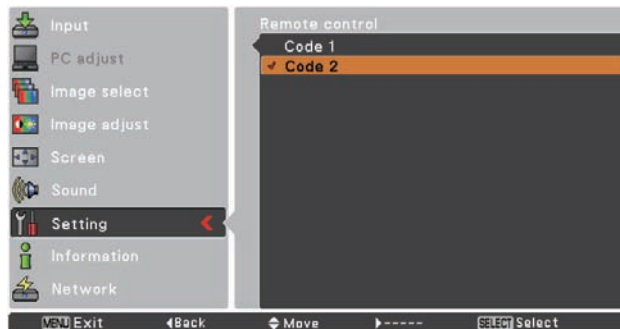 Input
PC adjust
Image select
Image adjust
Screen
Sound
Setting
Information
Network
Remote control
Code 1
Code 2
MENU Exit ◀Back Move ▶----- SELECT Select